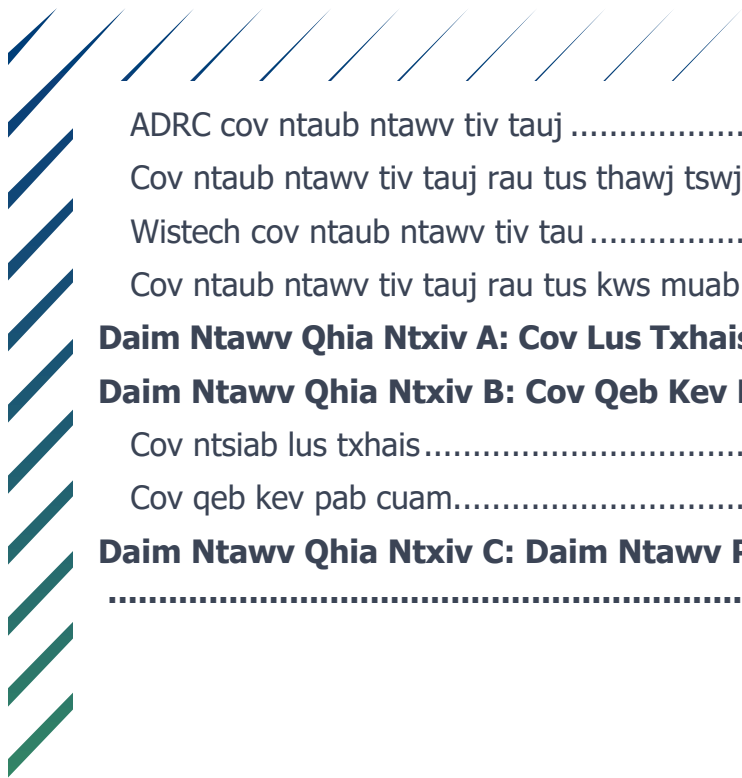 ADRC cov ntaub ntawv tiv tauj ..................
Cov ntaub ntawv tiv tauj rau tus thawj tswj
Wistech cov ntaub ntawv tiv tau ................
Cov ntaub ntawv tiv tauj rau tus kws muab
Daim Ntawv Qhia Ntxiv A: Cov Lus Txhais
Daim Ntawv Qhia Ntxiv B: Cov Qeb Kev
Cov ntsiab lus txhais .................................
Cov qeb kev pab cuam..............................
Daim Ntawv Qhia Ntxiv C: Daim Ntawv
..................................................................